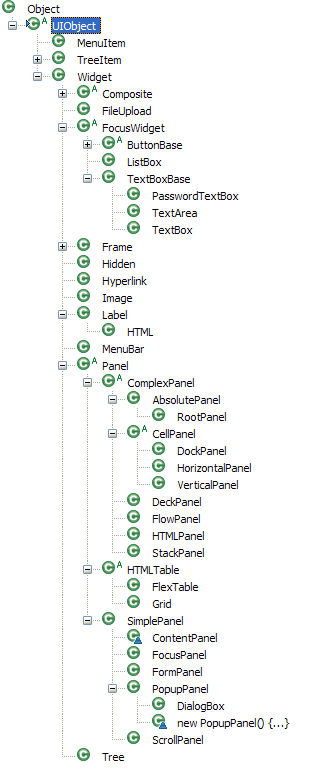 Object
UIObject
MenuItem
TreeItem
Widget
Composite
FileUpload
FocusWidget
ButtonBase
ListBox
TextBoxBase
PasswordTextBox
TextArea
TextBox
Frame
Hidden
Hyperlink
Image
Label
HTML
MenuBar
Panel
ComplexPanel
AbsolutePanel
RootPanel
CellPanel
DockPanel
HorizontalPanel
VerticalPanel
DeckPanel
FlowPanel
HTMLPanel
StackPanel
HTMLTable
FlexTable
Grid
SimplePanel
ContentPanel
FocusPanel
FormPanel
PopupPanel
DialogBox
new PopupPanel() {...}
ScrollPanel
Tree